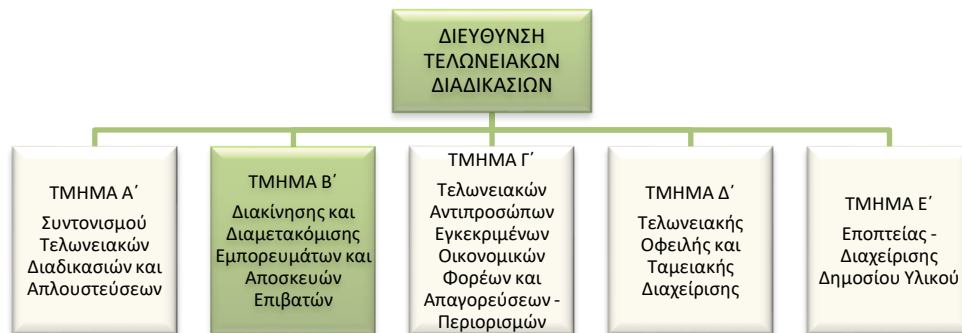 ΔΙΕΥΘΥΝΣΗ
ΤΕΛΩΝΕΙΑΚΩΝ
ΔΙΑΔΙΚΑΣΙΩΝ
ΤΜΗΜΑ Α΄
Συντονισμού
Τελωνειακών
Διαδικασιών και
Απλουστεύσεων
ΤΜΗΜΑ Β΄
Διακίνησης και
Διαμετακόμισης
Εμπορευμάτων και
Αποσκευών
Επιβατών
ΤΜΗΜΑ Γ΄
Τελωνειακών
Αντιπροσώπων
Εγκεκριμένων
Οικονομικών
Φορέων και
Απαγορεύσεων -
Περιορισμών
ΤΜΗΜΑ Δ΄
Τελωνειακής
Οφειλής και
Ταμειακής
Διαχείρισης
ΤΜΗΜΑ Ε΄
Εποπτείας -
Διαχείρισης
Δημοσίου Υλικού